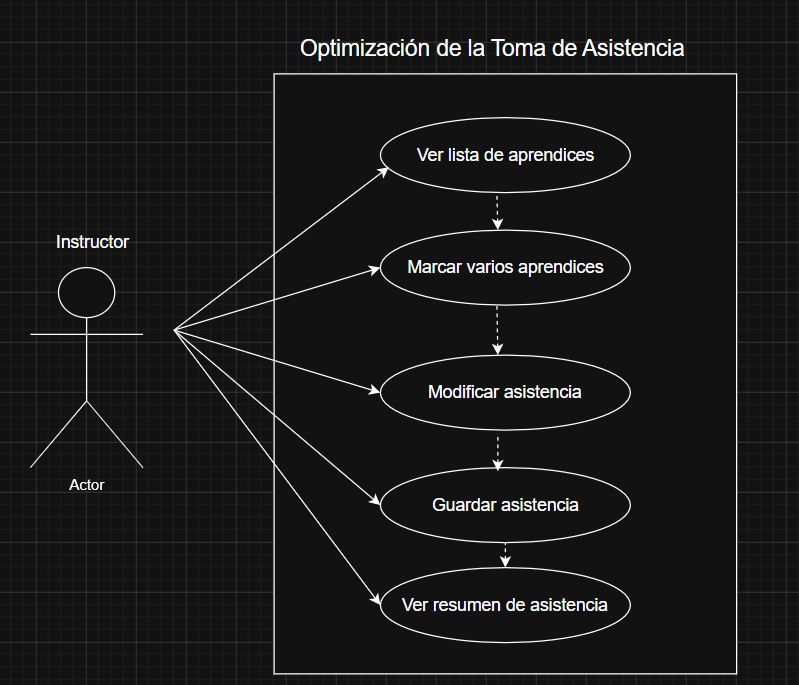 Optimización de la Toma de Asistencia
Ver lista de aprendices
Instructor
Marcar varios aprendices
Modificar asistencia
Actor
Guardar asistencia
Ver resumen de asistencia